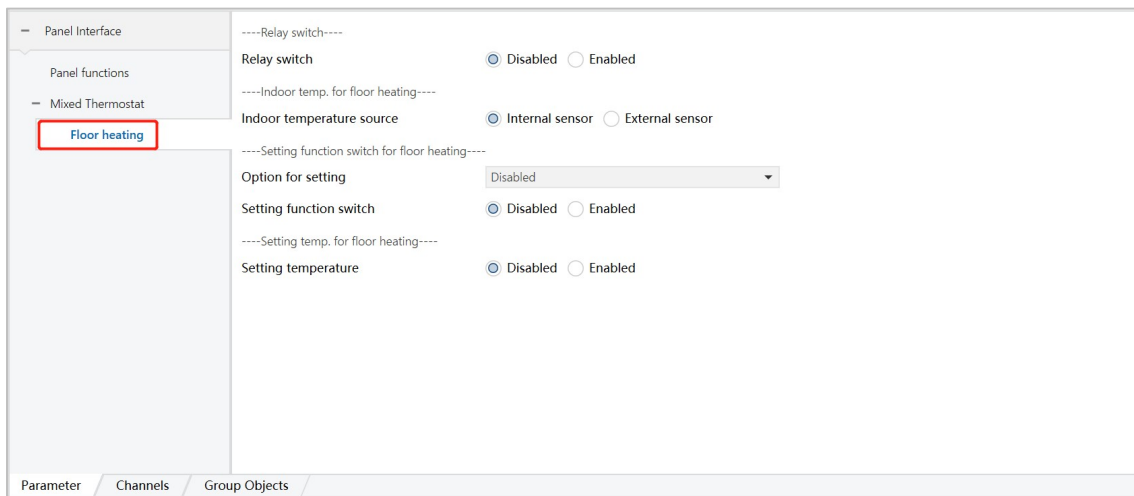 Panel Interface
Panel functions
Mixed Thermostat
Floor heating
----Relay switch----
Relay switch Disabled Enabled
----Indoor temp. for floor heating----
Indoor temperature source Internal sensor External sensor
----Setting function switch for floor heating----
Option for setting Disabled
Setting function switch Disabled Enabled
----Setting temp. for floor heating----
Setting temperature Disabled Enabled
Parameter Channels Group Objects